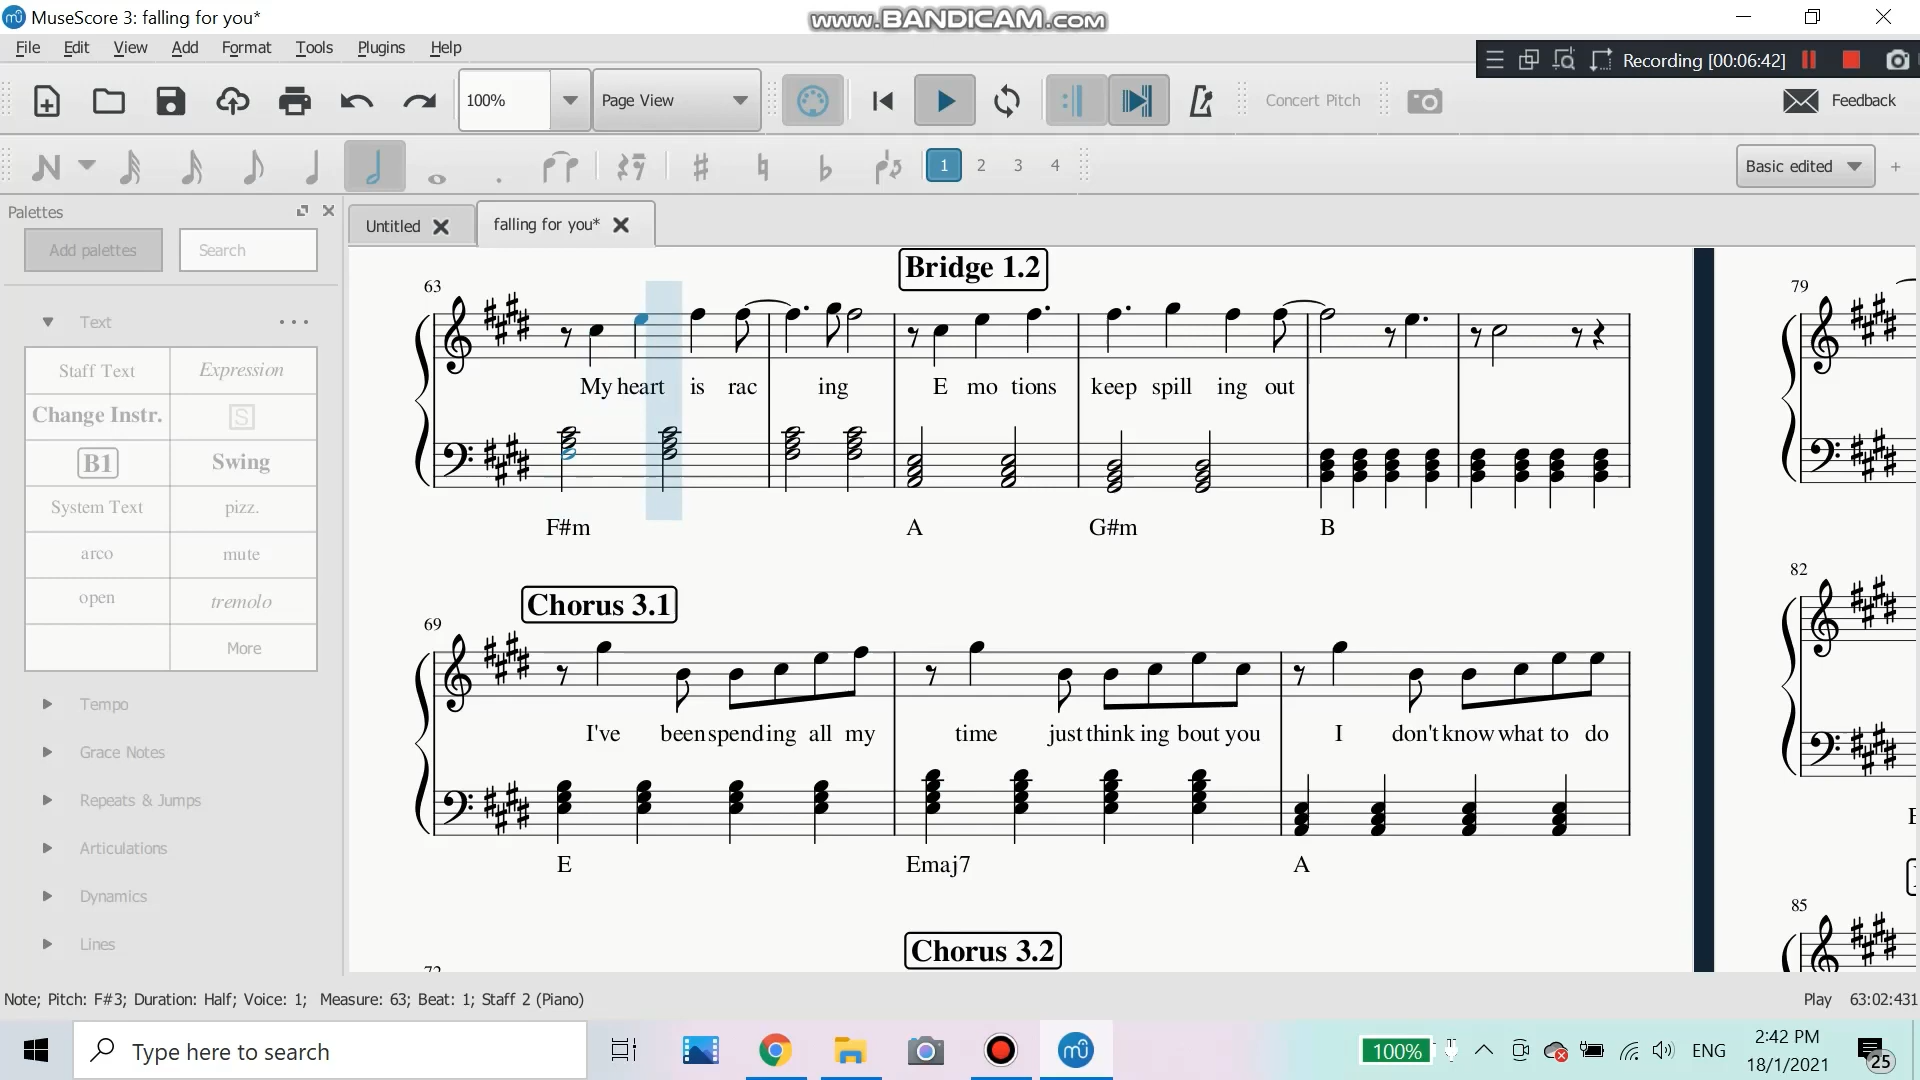 MuseScore 3: falling for you*
www.BANDICAM.com
File Edit View Add Format Tools Plugins Help
Recording [00:06:42]
100%
Page View
Concert Pitch
Feedback
1 2 3 4
Basic edited
+
Palettes
Add palettes
Search
Text
Staff Text
Expression
Change Instr.
S
B1
Swing
System Text
pizz.
arco
mute
open
tremolo
More
Tempo
Grace Notes
Repeats & Jumps
Articulations
Dynamics
Lines
Untitled
falling for you*
Bridge 1.2
63
My heart is rac ing E mo tions keep spill ing out
F#m A G#m B
Chorus 3.1
69
I've been spending all my time just think ing bout you I don't know what to do
E Emaj7 A
Chorus 3.2
72
79
82
85
Note; Pitch: F#3; Duration: Half; Voice: 1; Measure: 63; Beat: 1; Staff 2 (Piano)
Play 63:02:431
Type here to search
100%
ENG
2:42 PM
18/1/2021
25